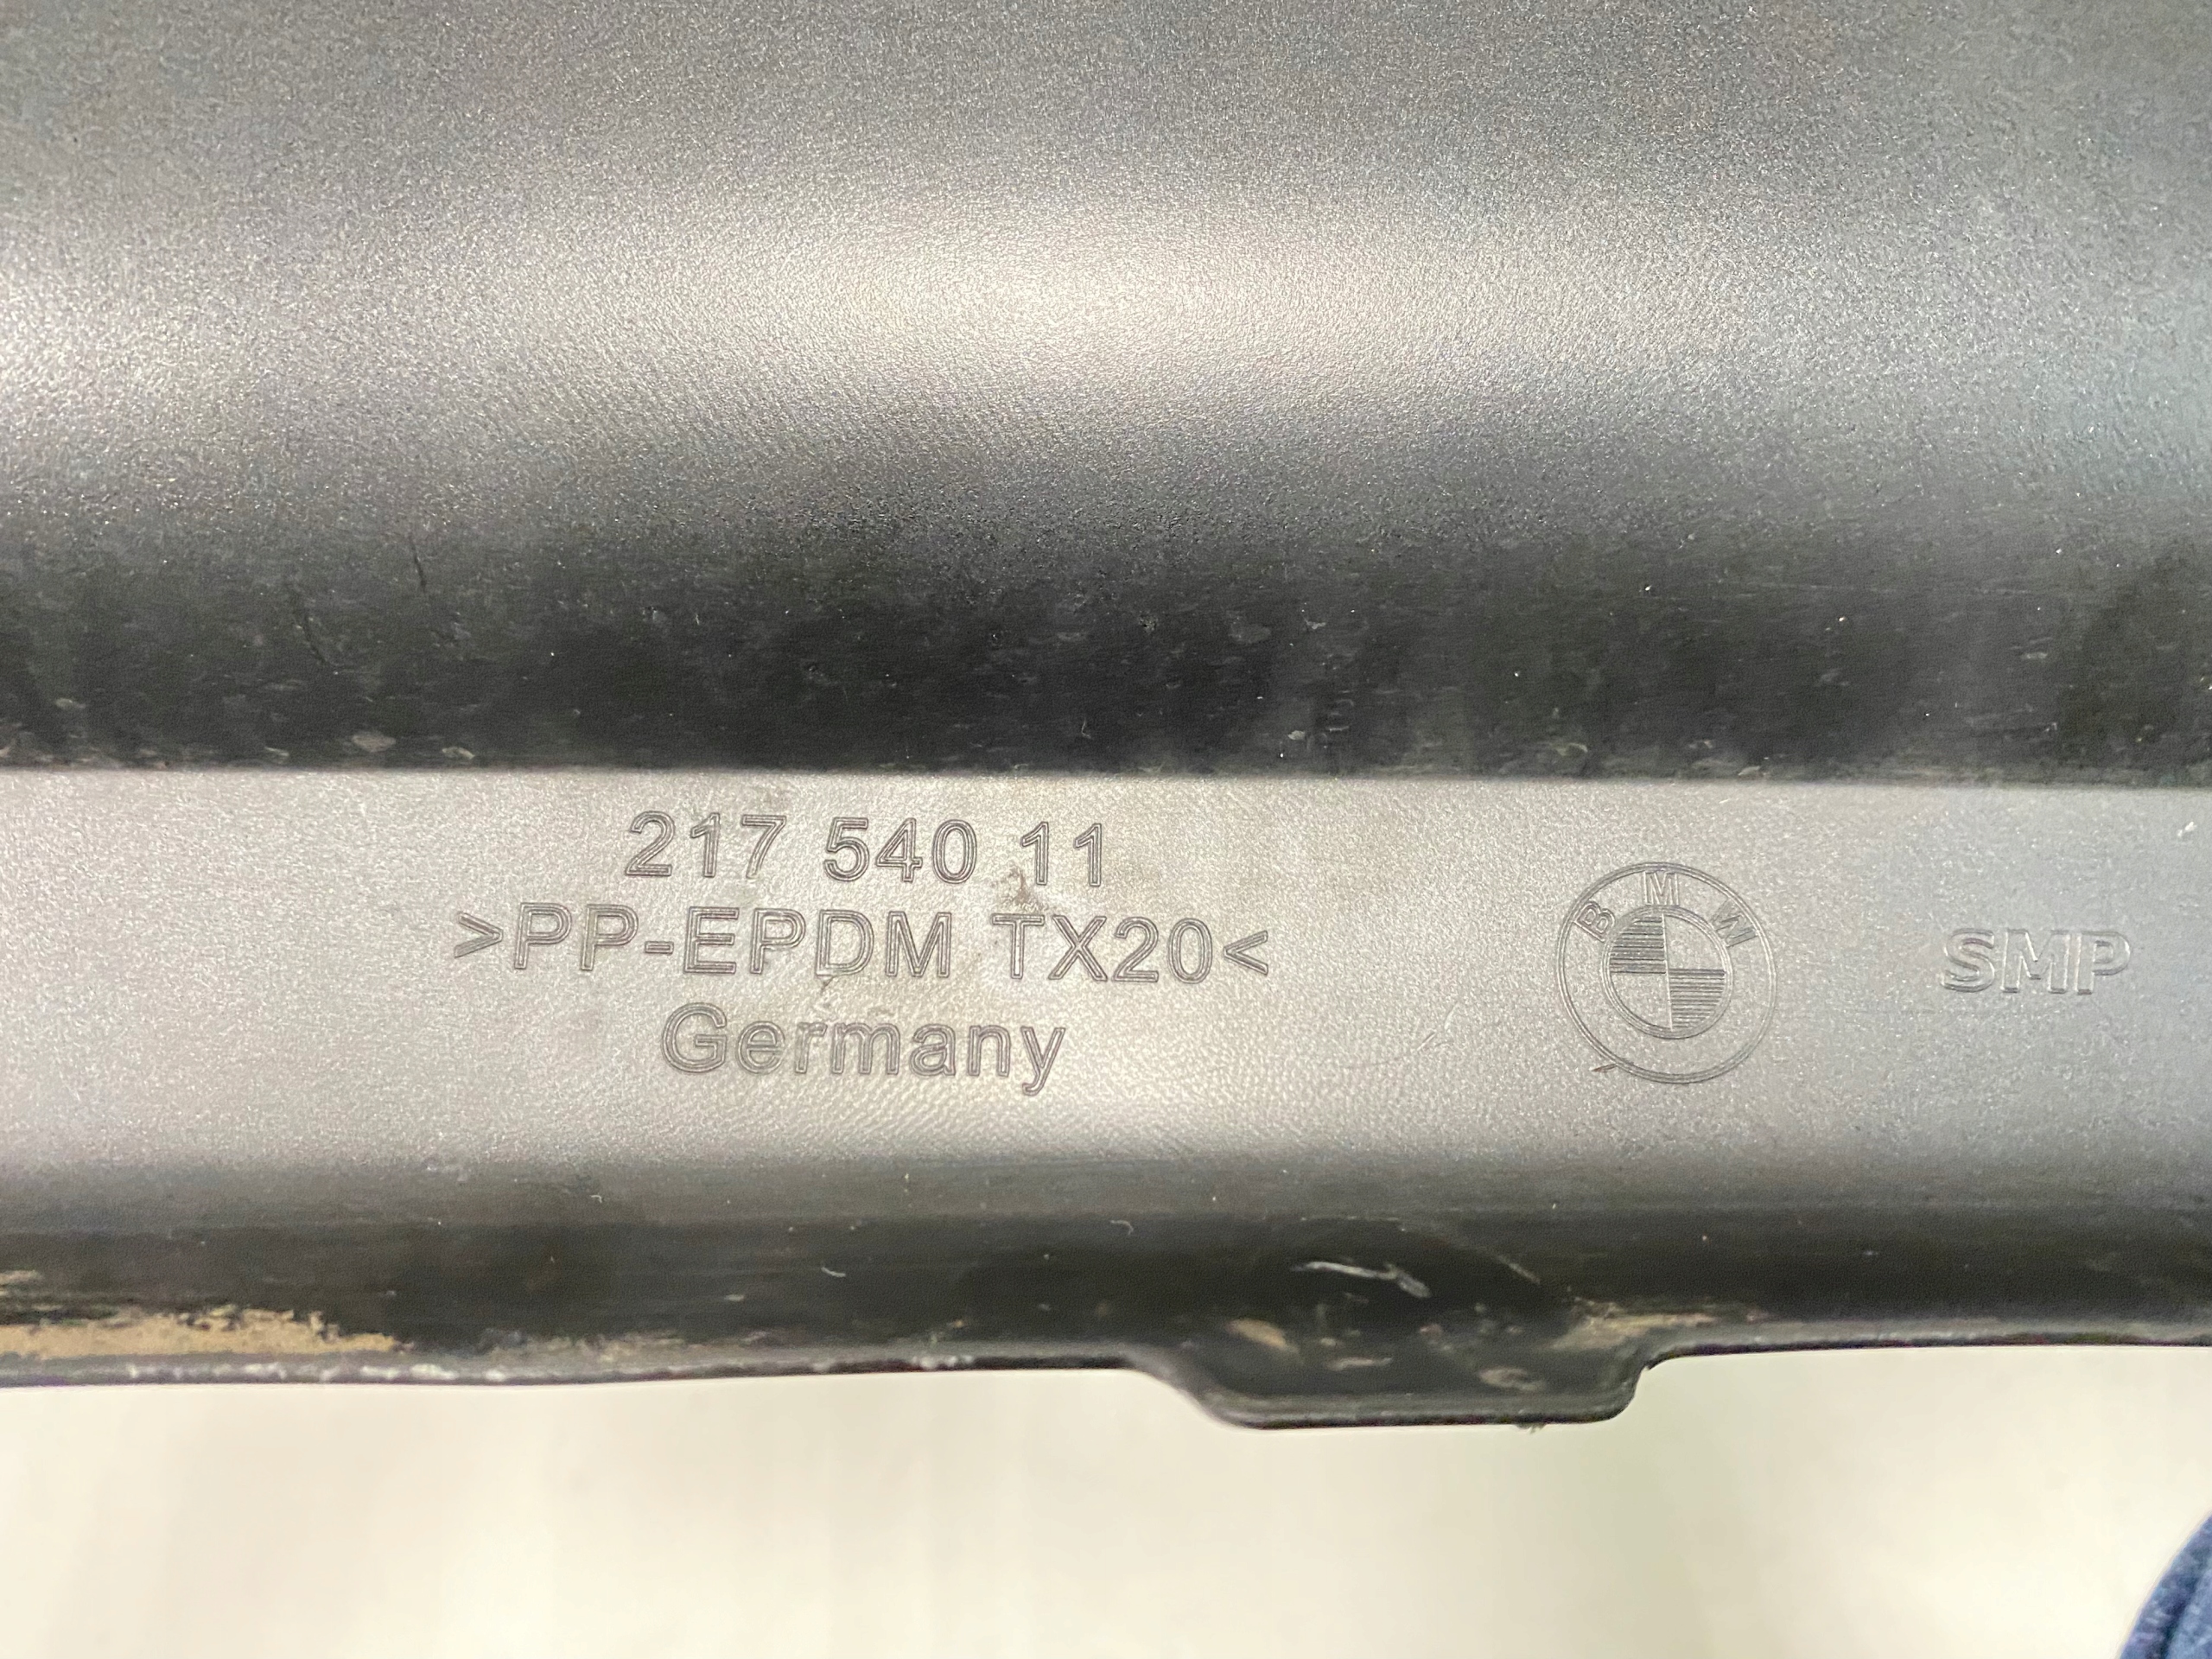 217 540 11
>PP-EPDM TX20<
Germany
BMW
SMP